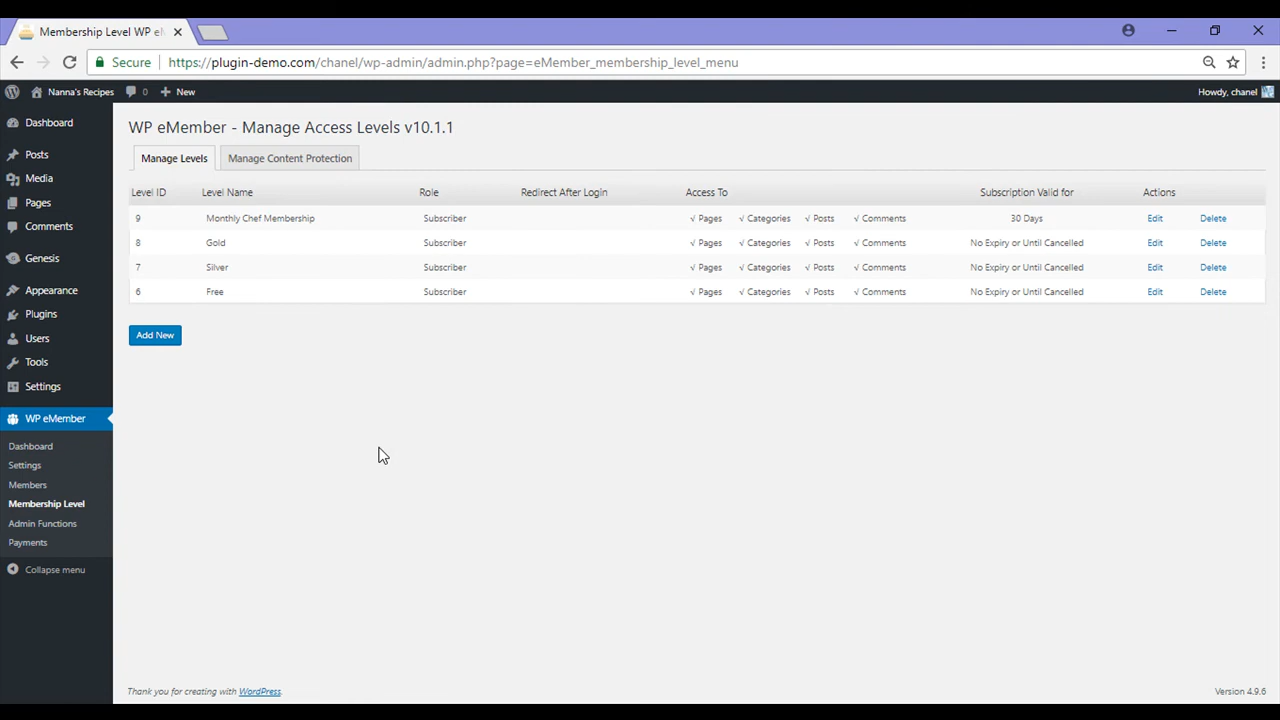 Membership Level WP eM
Secure https://plugin-demo.com/chanel/wp-admin/admin.php?page=eMember_membership_level_menu
Nanna's Recipes 0 New Howdy, chanel
Dashboard
Posts
Media
Pages
Comments
Genesis
Appearance
Plugins
Users
Tools
Settings
WP eMember
Dashboard
Settings
Members
Membership Level
Admin Functions
Payments
Collapse menu
WP eMember - Manage Access Levels v10.1.1
Manage Levels Manage Content Protection
Level ID Level Name Role Redirect After Login Access To Subscription Valid for Actions
9 Monthly Chef Membership Subscriber √ Pages √ Categories √ Posts √ Comments 30 Days Edit Delete
8 Gold Subscriber √ Pages √ Categories √ Posts √ Comments No Expiry or Until Cancelled Edit Delete
7 Silver Subscriber √ Pages √ Categories √ Posts √ Comments No Expiry or Until Cancelled Edit Delete
6 Free Subscriber √ Pages √ Categories √ Posts √ Comments No Expiry or Until Cancelled Edit Delete
Add New
Thank you for creating with WordPress. Version 4.9.6